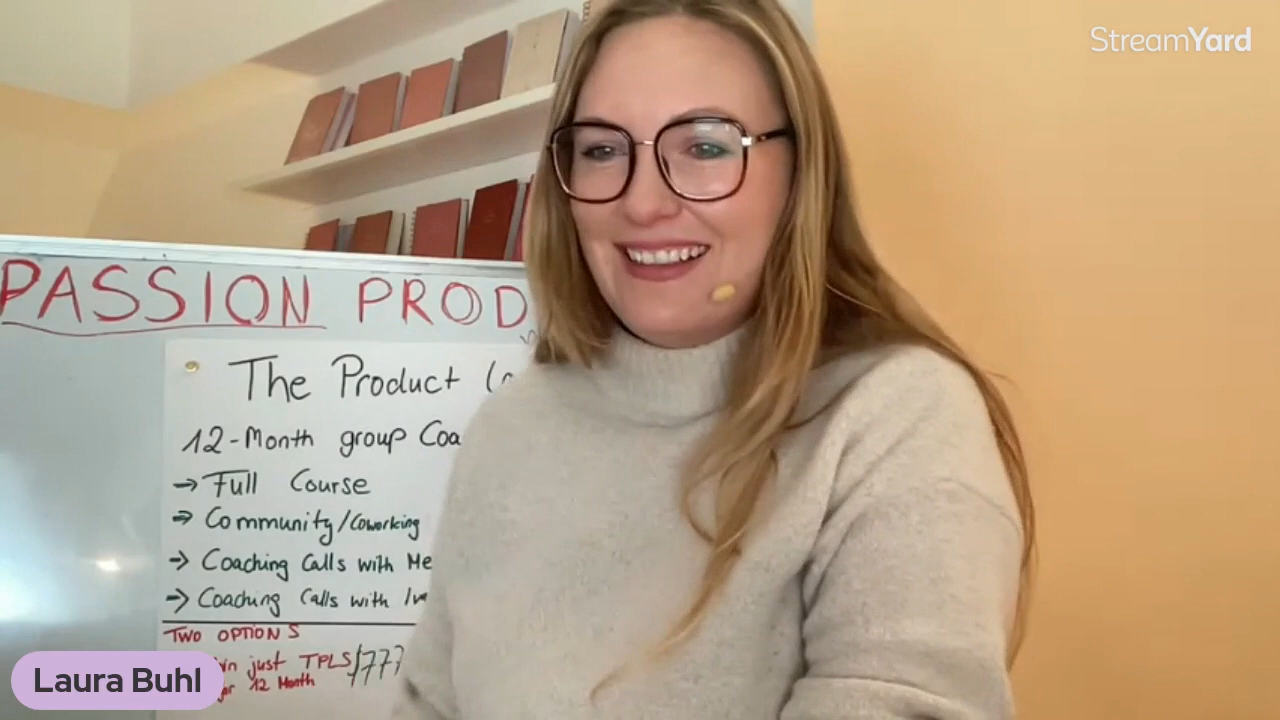 StreamYard
PASSION PROD
The Product
12-Month group Coa
→ Full Course
→ Community/Coworking
→ Coaching Calls with Me
→ Coaching Calls with
TWO OPTIONS
just TPLS
12 Month
Laura Buhl